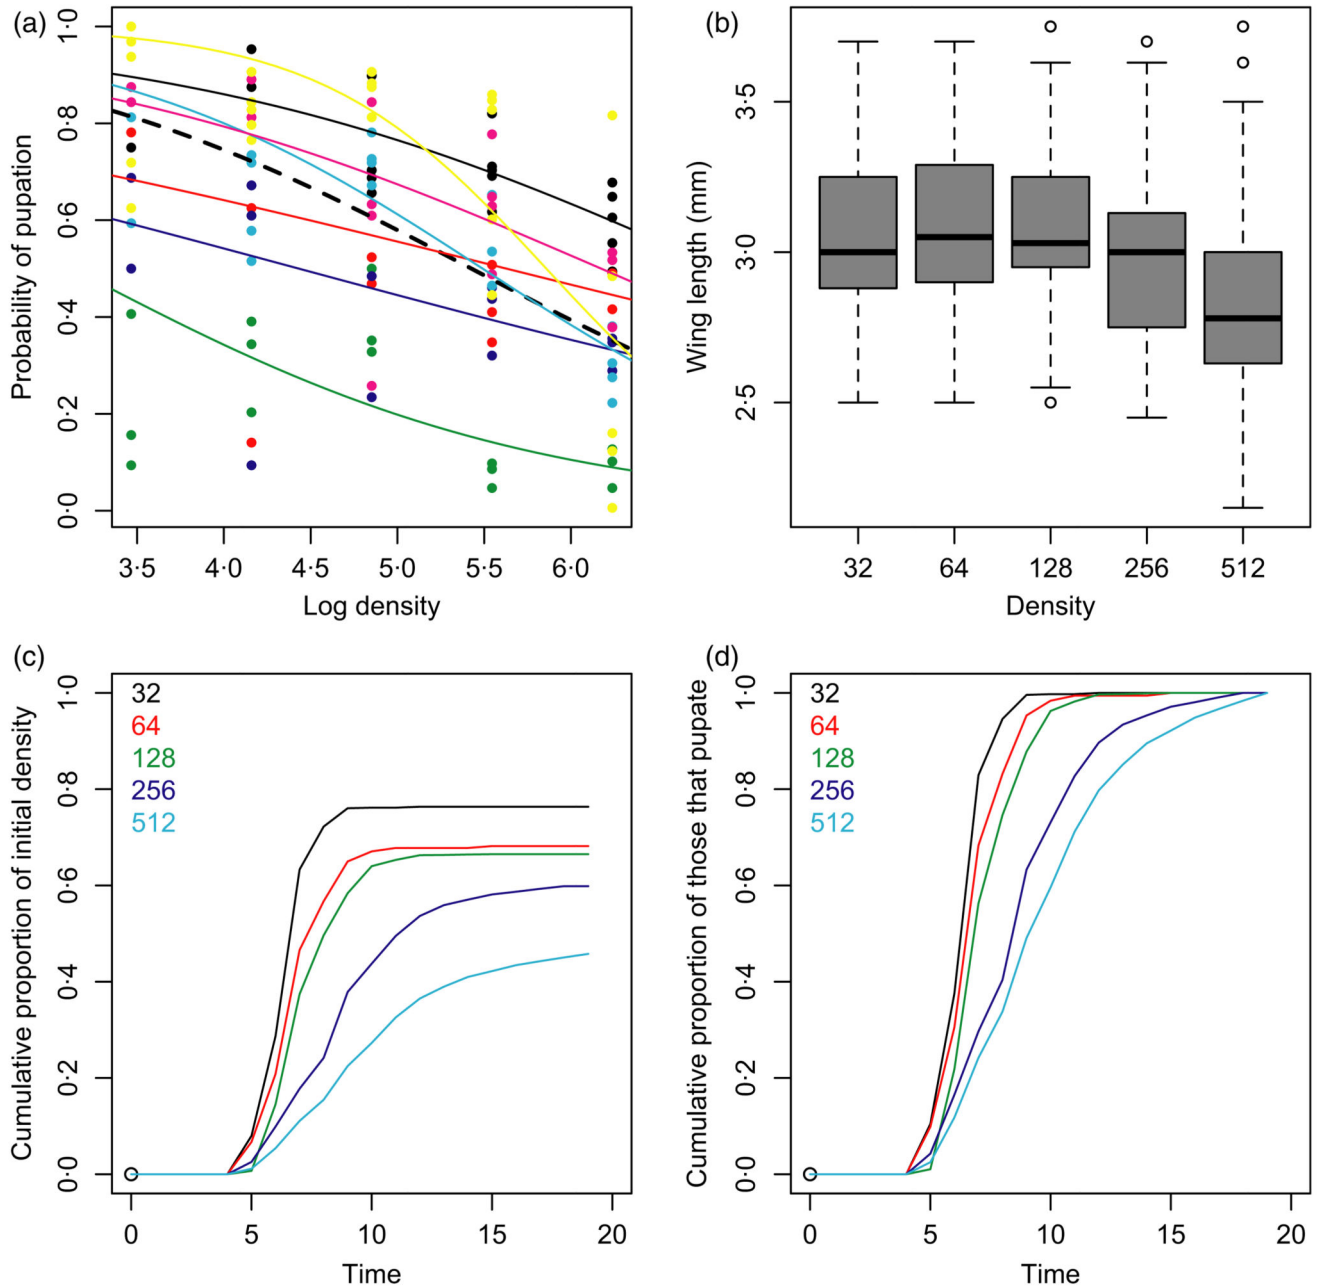 (a)
Probability of pupation
1·0
0·8
0·6
0·4
0·2
0·0
3·5 4·0 4·5 5·0 5·5 6·0
Log density
(b)
Wing length (mm)
3·5
3·0
2·5
32 64 128 256 512
Density
(c)
Cumulative proportion of initial density
1·0
0·8
0·6
0·4
0·2
0·0
32
64
128
256
512
0 5 10 15 20
Time
(d)
Cumulative proportion of those that pupate
1·0
0·8
0·6
0·4
0·2
0·0
32
64
128
256
512
0 5 10 15 20
Time